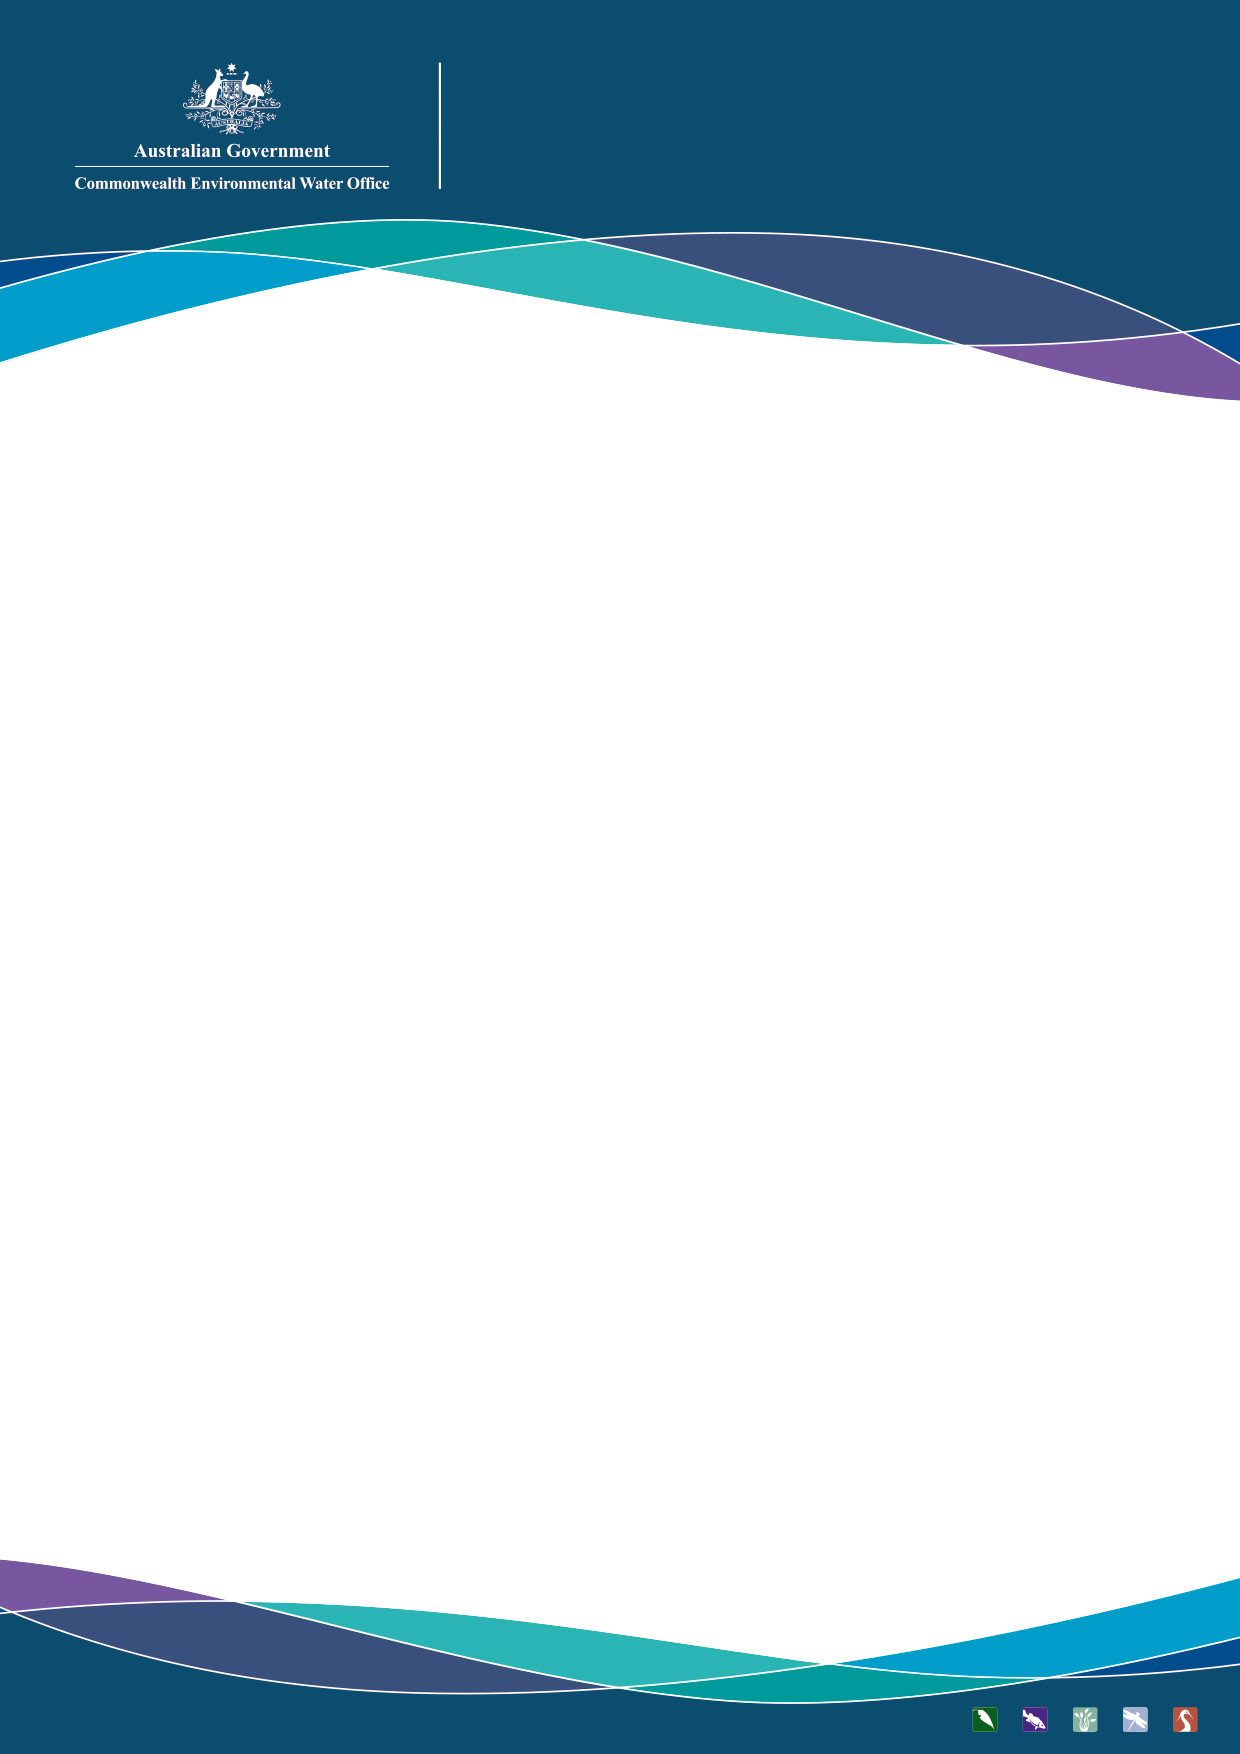 Australian Government
Commonwealth Environmental Water Office